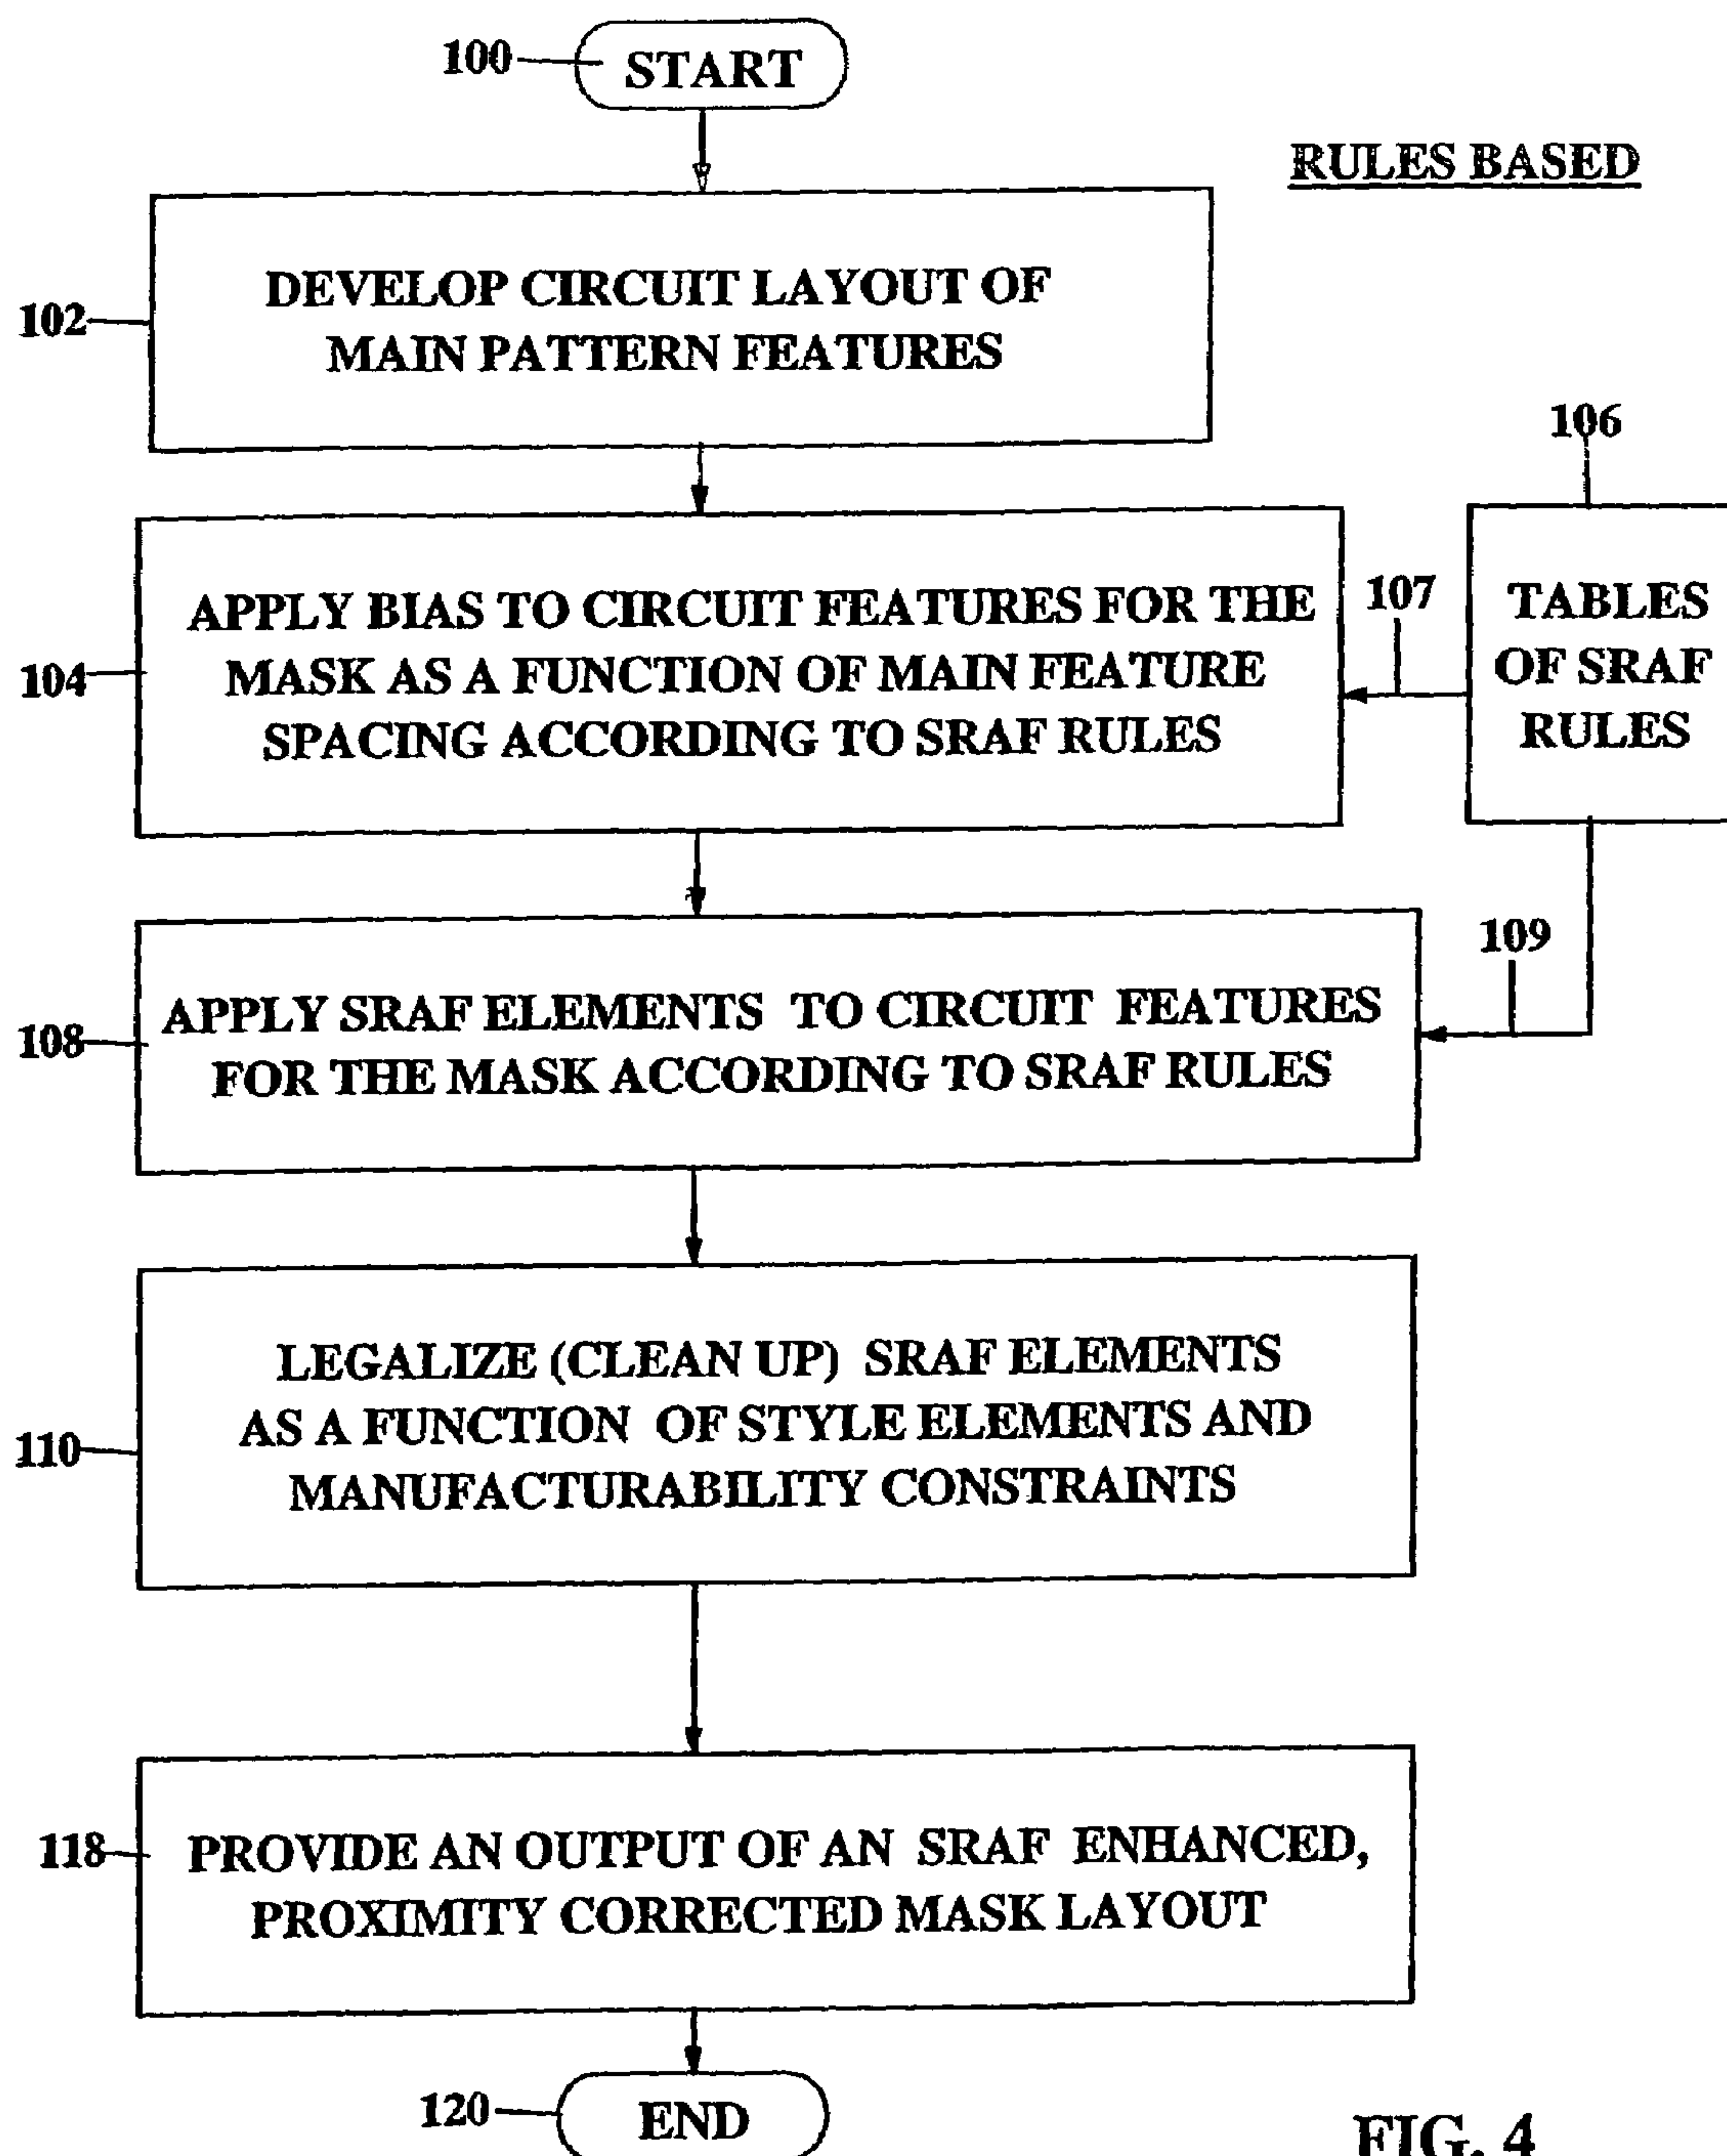 100
START
RULES BASED
102
DEVELOP CIRCUIT LAYOUT OF
MAIN PATTERN FEATURES
106
104
APPLY BIAS TO CIRCUIT FEATURES FOR THE
MASK AS A FUNCTION OF MAIN FEATURE
SPACING ACCORDING TO SRAF RULES
107
TABLES
OF SRAF
RULES
109
108
APPLY SRAF ELEMENTS TO CIRCUIT FEATURES
FOR THE MASK ACCORDING TO SRAF RULES
110
LEGALIZE (CLEAN UP) SRAF ELEMENTS
AS A FUNCTION OF STYLE ELEMENTS AND
MANUFACTURABILITY CONSTRAINTS
118
PROVIDE AN OUTPUT OF AN SRAF ENHANCED,
PROXIMITY CORRECTED MASK LAYOUT
120
END
FIG. 4